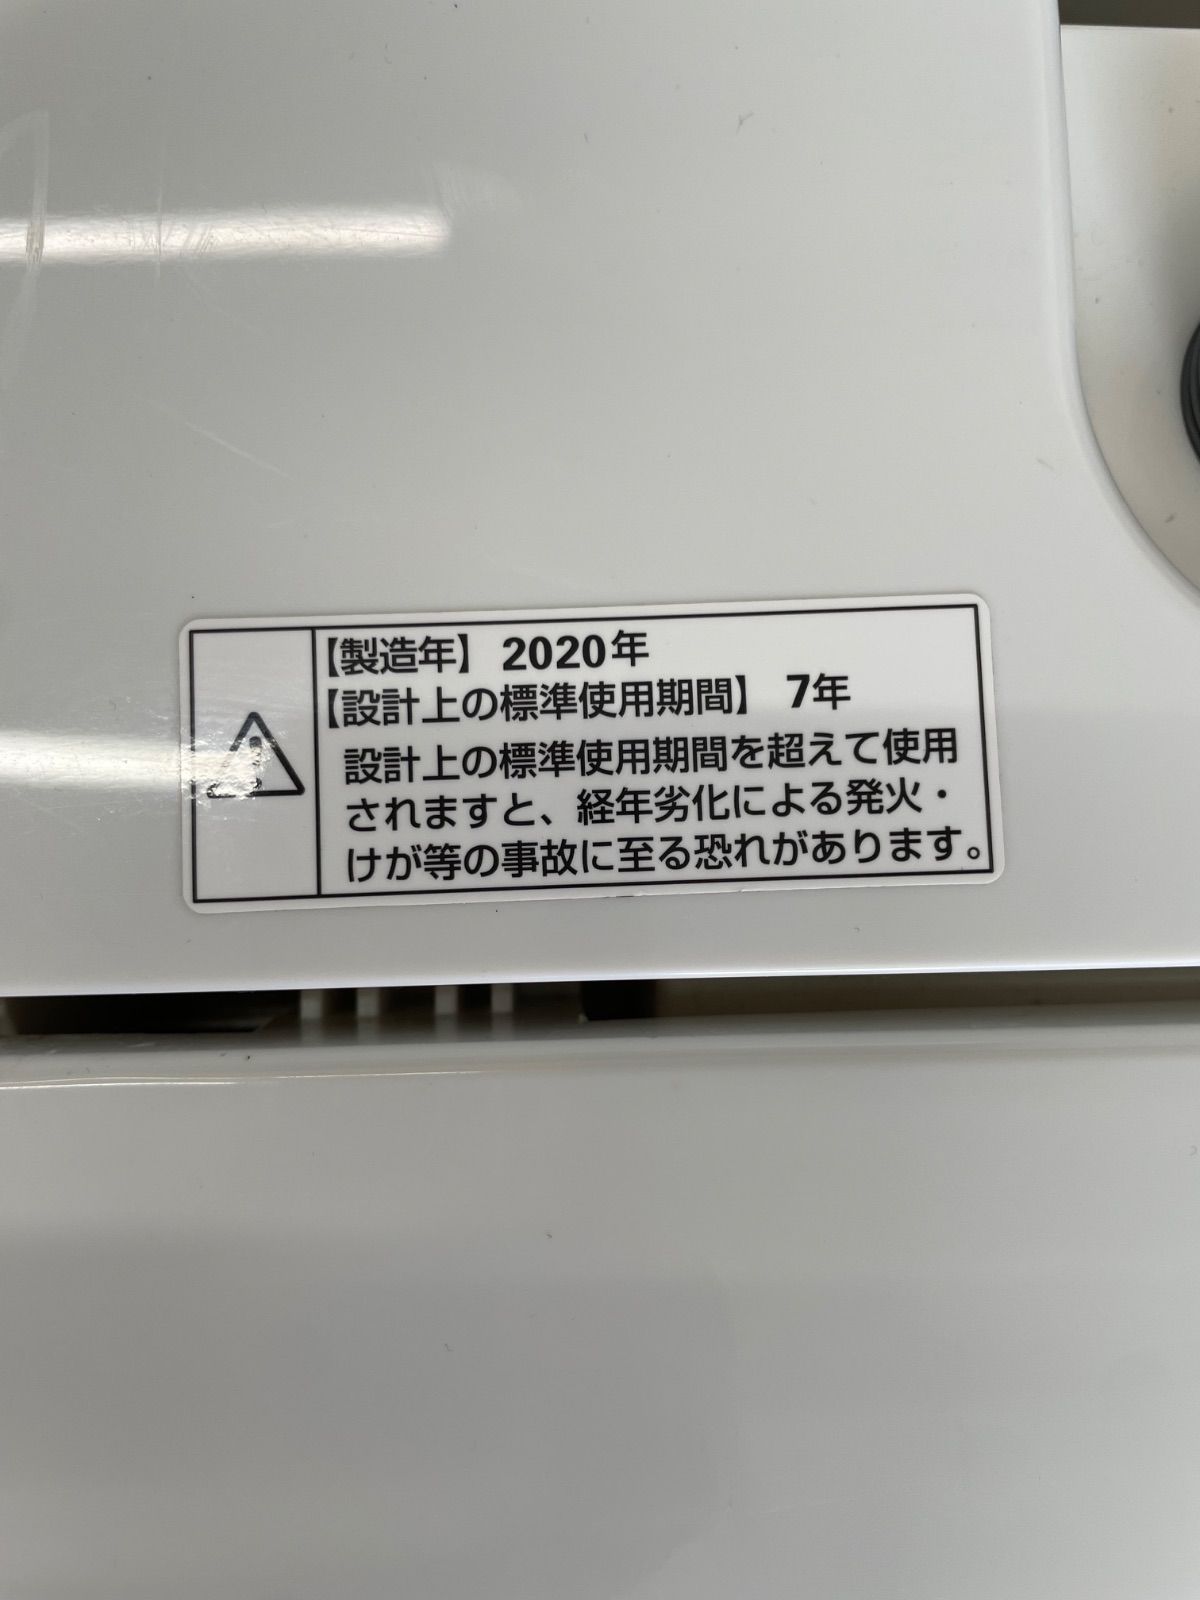 【製造年】 2020年
【設計上の標準使用期間】 7年
設計上の標準使用期間を超えて使用
されますと、経年劣化による発火・
けが等の事故に至る恐れがあります。